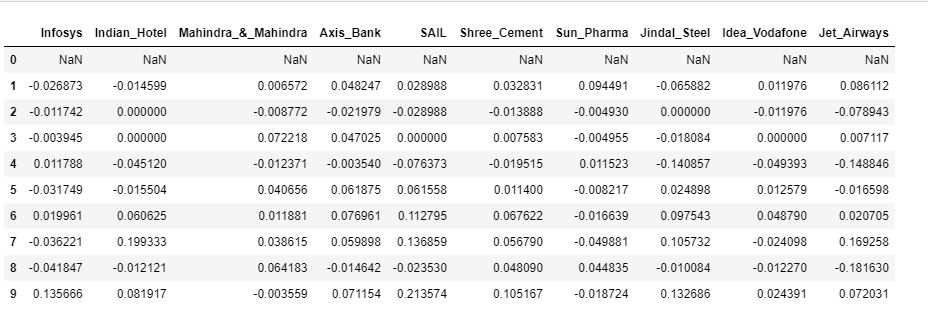 Infosys Indian_Hotel Mahindra_&_Mahindra Axis_Bank SAIL Shree_Cement Sun_Pharma Jindal_Steel Idea_Vodafone Jet_Airways
0 NaN NaN NaN NaN NaN NaN NaN NaN NaN NaN
1 -0.026873 -0.014599 0.006572 0.048247 0.028988 0.032831 0.094491 -0.065882 0.011976 0.086112
2 -0.011742 0.000000 -0.008772 -0.021979 -0.028988 -0.013888 -0.004930 0.000000 -0.011976 -0.078943
3 -0.003945 0.000000 0.072218 0.047025 0.000000 0.007583 -0.004955 -0.018084 0.000000 0.007117
4 0.011788 -0.045120 -0.012371 -0.003540 -0.076373 -0.019515 0.011523 -0.140857 -0.049393 -0.148846
5 -0.031749 -0.015504 0.040656 0.061875 0.061558 0.011400 -0.008217 0.024898 0.012579 -0.016598
6 0.019961 0.060625 0.011881 0.076961 0.112795 0.067622 -0.016639 0.097543 0.048790 0.020705
7 -0.036221 0.199333 0.038615 0.059898 0.136859 0.056790 -0.049881 0.105732 -0.024098 0.169258
8 -0.041847 -0.012121 0.064183 -0.014642 -0.023530 0.048090 0.044835 -0.010084 -0.012270 -0.181630
9 0.135666 0.081917 -0.003559 0.071154 0.213574 0.105167 -0.018724 0.132686 0.024391 0.072031